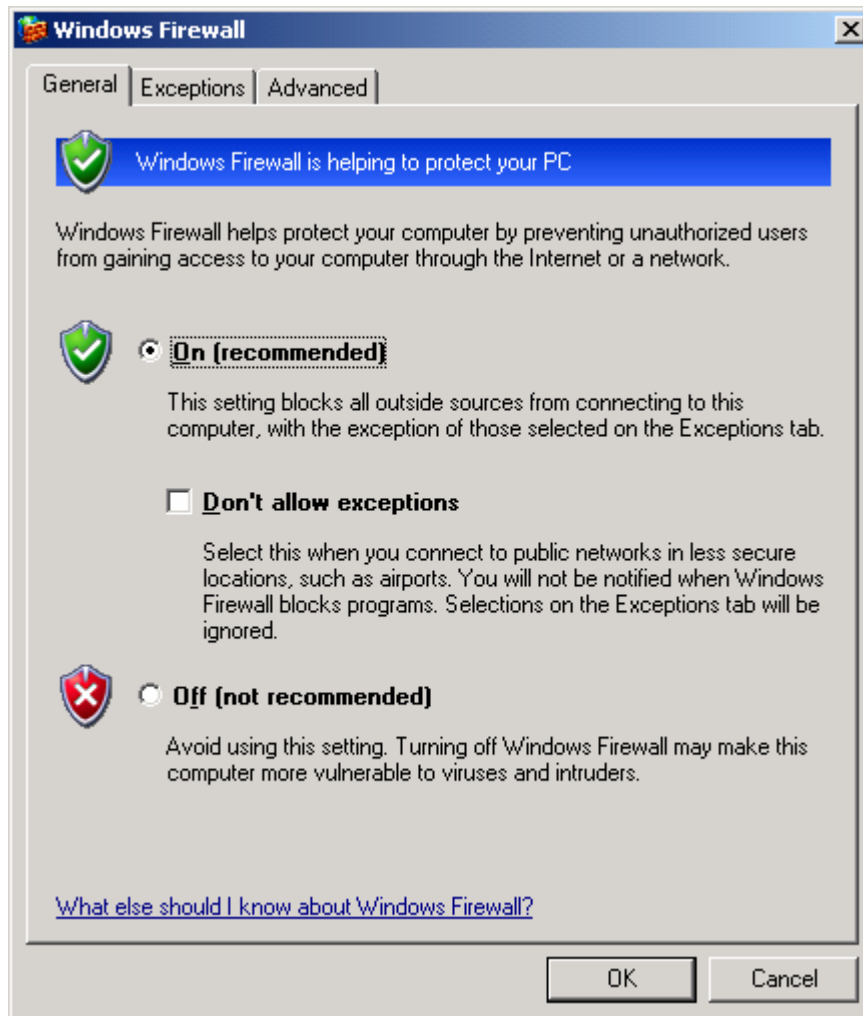 Windows Firewall
General
Exceptions
Advanced
Windows Firewall is helping to protect your PC
Windows Firewall helps protect your computer by preventing unauthorized users
from gaining access to your computer through the Internet or a network.
On (recommended)
This setting blocks all outside sources from connecting to this
computer, with the exception of those selected on the Exceptions tab.
Don't allow exceptions
Select this when you connect to public networks in less secure
locations, such as airports. You will not be notified when Windows
Firewall blocks programs. Selections on the Exceptions tab will be
ignored.
Off (not recommended)
Avoid using this setting. Turning off Windows Firewall may make this
computer more vulnerable to viruses and intruders.
What else should I know about Windows Firewall?
OK
Cancel